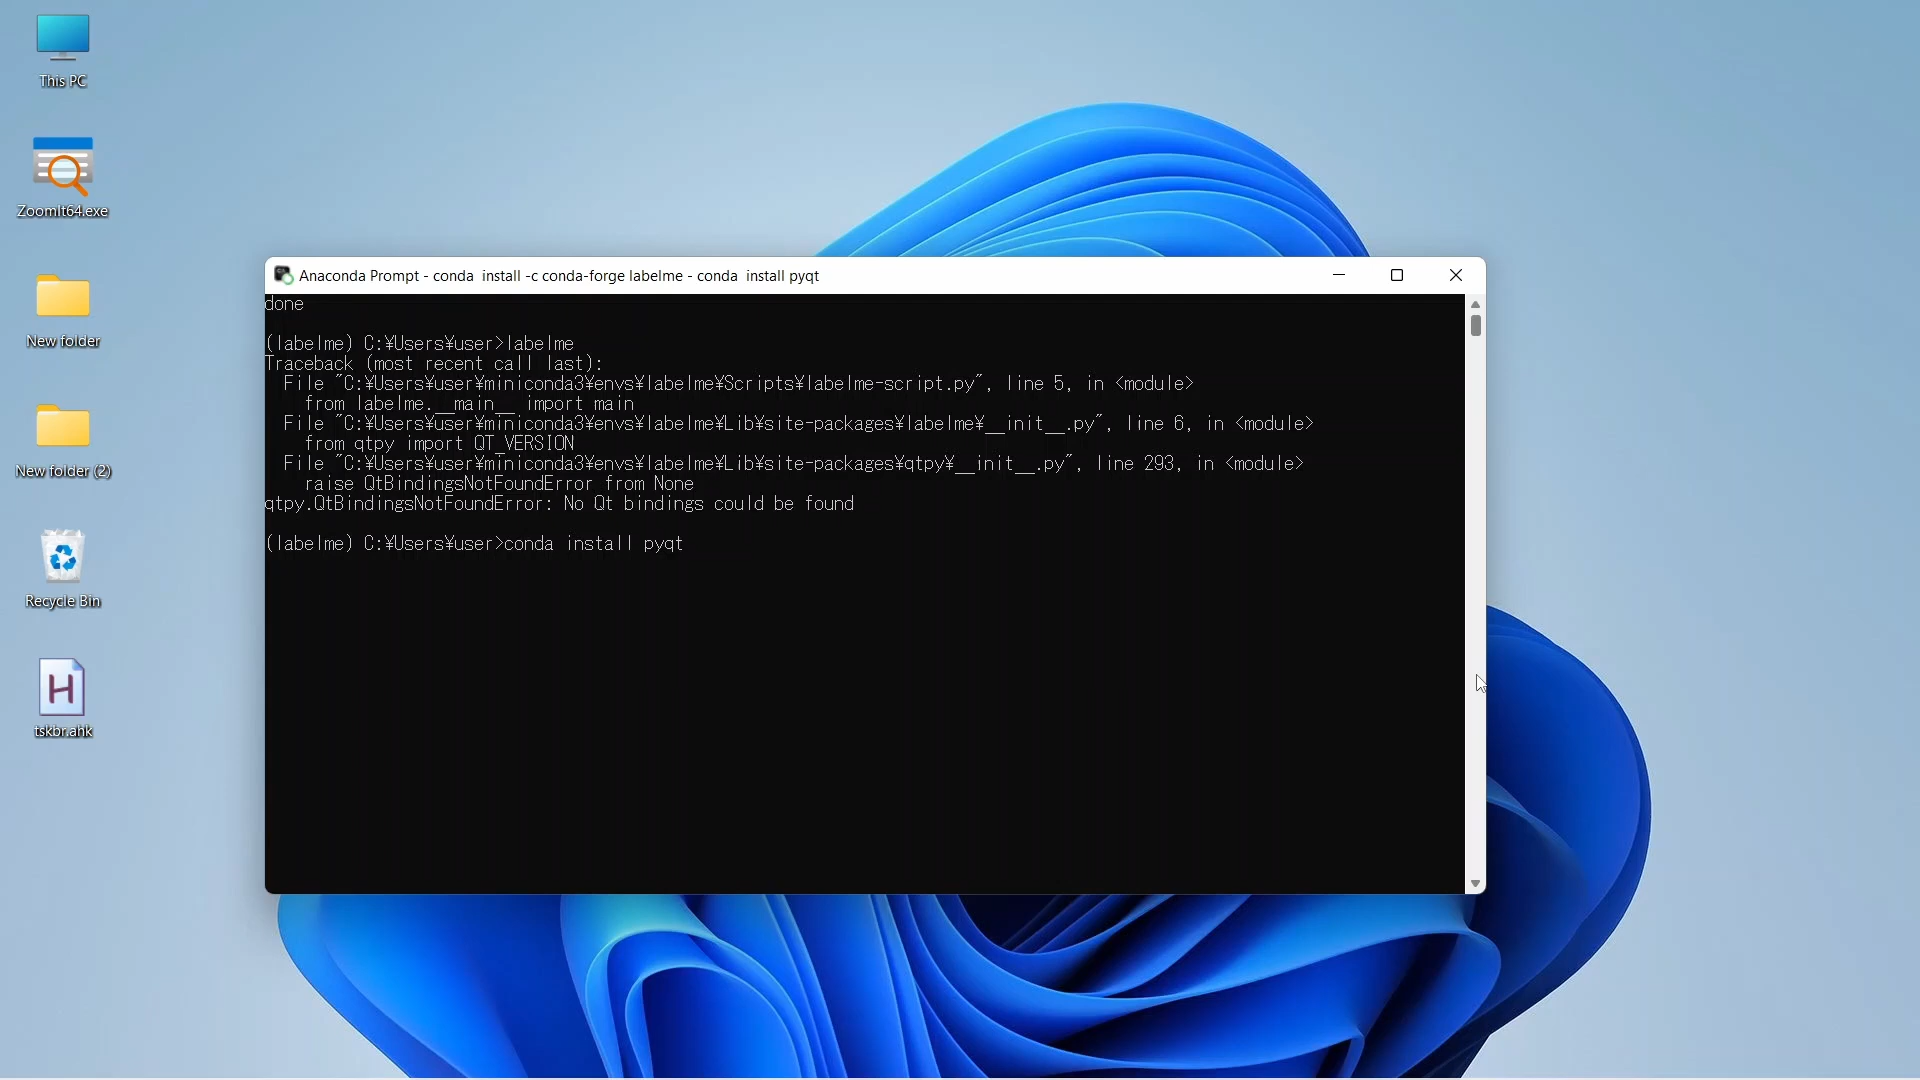 This PC
ZoomIt64.exe
New folder
New folder (2)
Recycle Bin
H
tskbr.ahk
Anaconda Prompt - conda  install -c conda-forge labelme - conda  install pyqt
done
(labelme) C:¥Users¥user>labelme
Traceback (most recent call last):
  File "C:¥Users¥user¥miniconda3¥envs¥labelme¥Scripts¥labelme-script.py", line 5, in <module>
    from labelme.__main__ import main
  File "C:¥Users¥user¥miniconda3¥envs¥labelme¥Lib¥site-packages¥labelme¥__init__.py", line 6, in <module>
    from qtpy import QT_VERSION
  File "C:¥Users¥user¥miniconda3¥envs¥labelme¥Lib¥site-packages¥qtpy¥__init__.py", line 293, in <module>
    raise QtBindingsNotFoundError from None
qtpy.QtBindingsNotFoundError: No Qt bindings could be found
(labelme) C:¥Users¥user>conda install pyqt